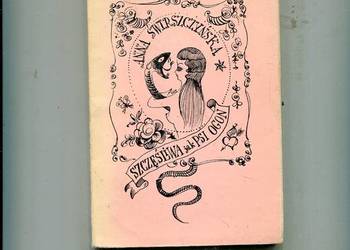 ANNA ŚWIRSZCZYŃSKA
SZCZĘŚLIWA jak PSI OGON